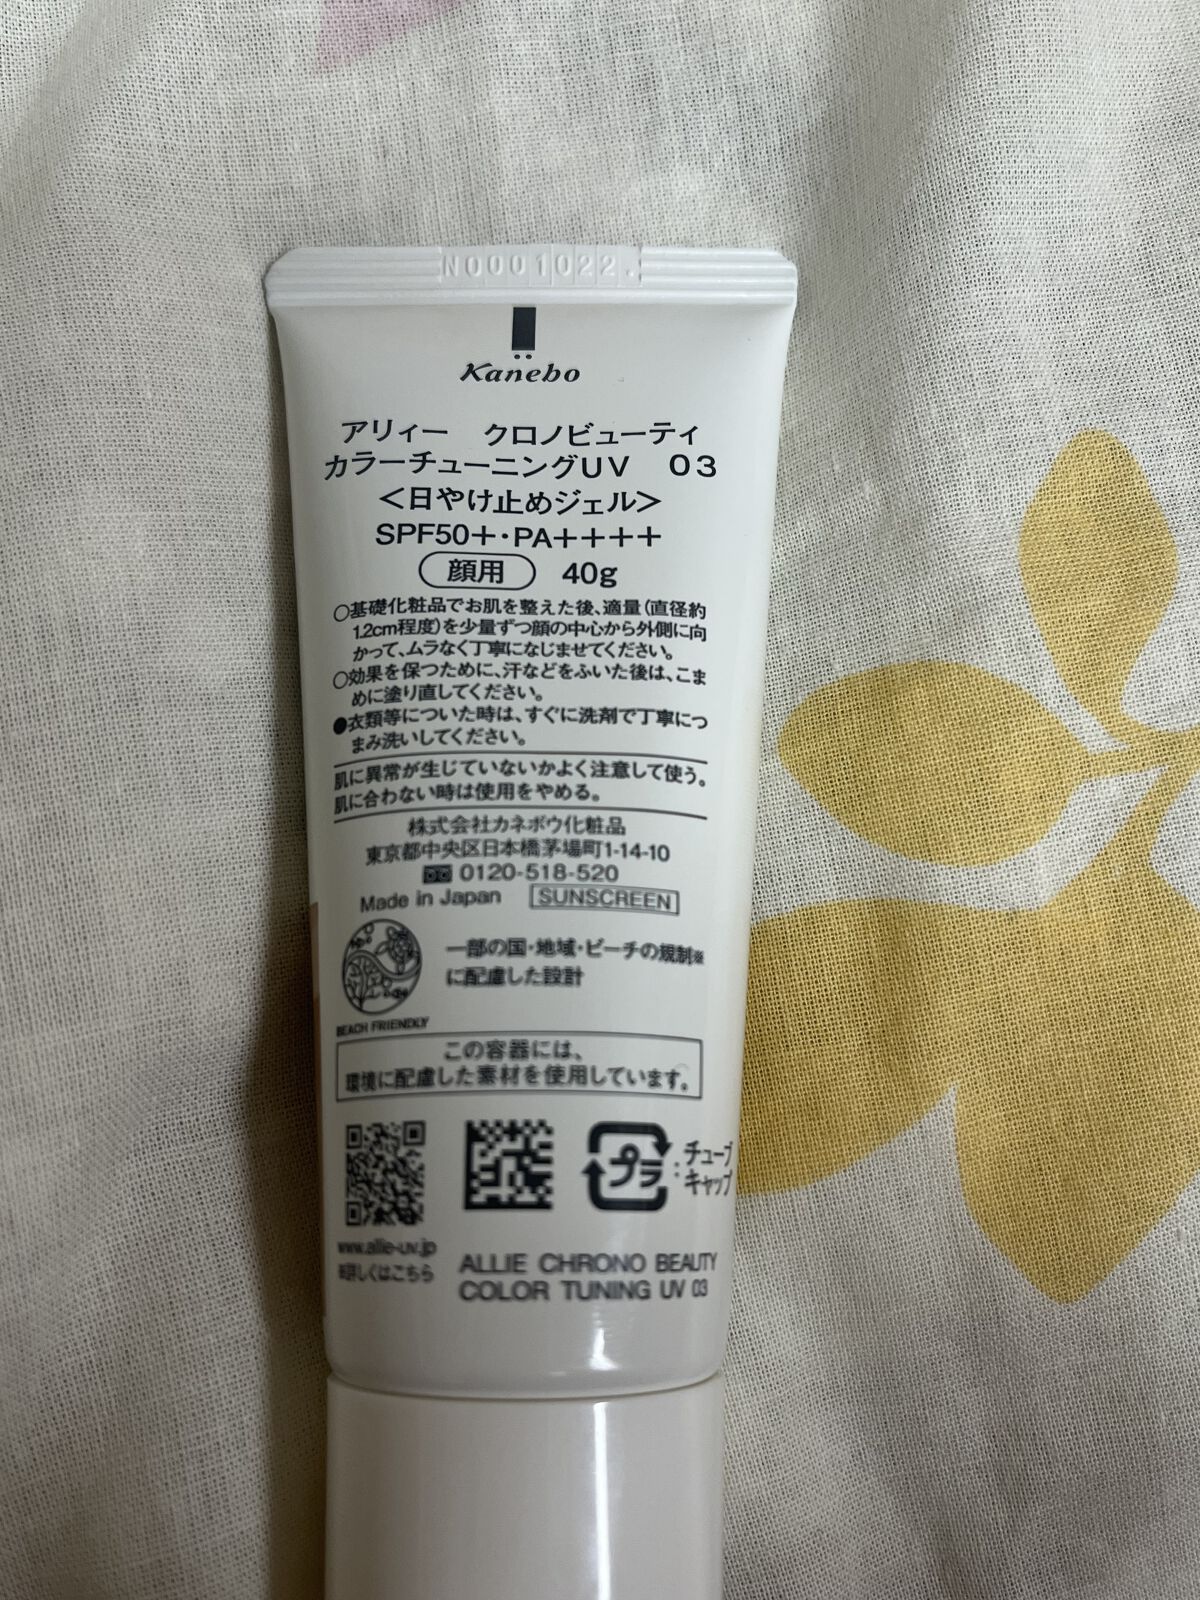 N0001022.
Kanebo
アリィー クロノビューティ
カラーチューニングUV 03
<日やけ止めジェル>
SPF50+・PA++++
顔用 40g
○基礎化粧品でお肌を整えた後、適量(直径約
1.2cm程度)を少量ずつ顔の中心から外側に向
かって、ムラなく丁寧になじませてください。
○効果を保つために、汗などをふいた後は、こま
めに塗り直してください。
●衣類等についた時は、すぐに洗剤で丁寧につ
まみ洗いしてください。
肌に異常が生じていないかよく注意して使う。
肌に合わない時は使用をやめる。
株式会社カネボウ化粧品
東京都中央区日本橋茅場町1-14-10
0120-518-520
Made in Japan SUNSCREEN
一部の国・地域・ビーチの規制※
に配慮した設計
BEACH FRIENDLY
この容器には、
環境に配慮した素材を使用しています。
プラ : チューブ
キャップ
www.allie-uv.jp
※詳しくはこちら
ALLIE CHRONO BEAUTY
COLOR TUNING UV 03